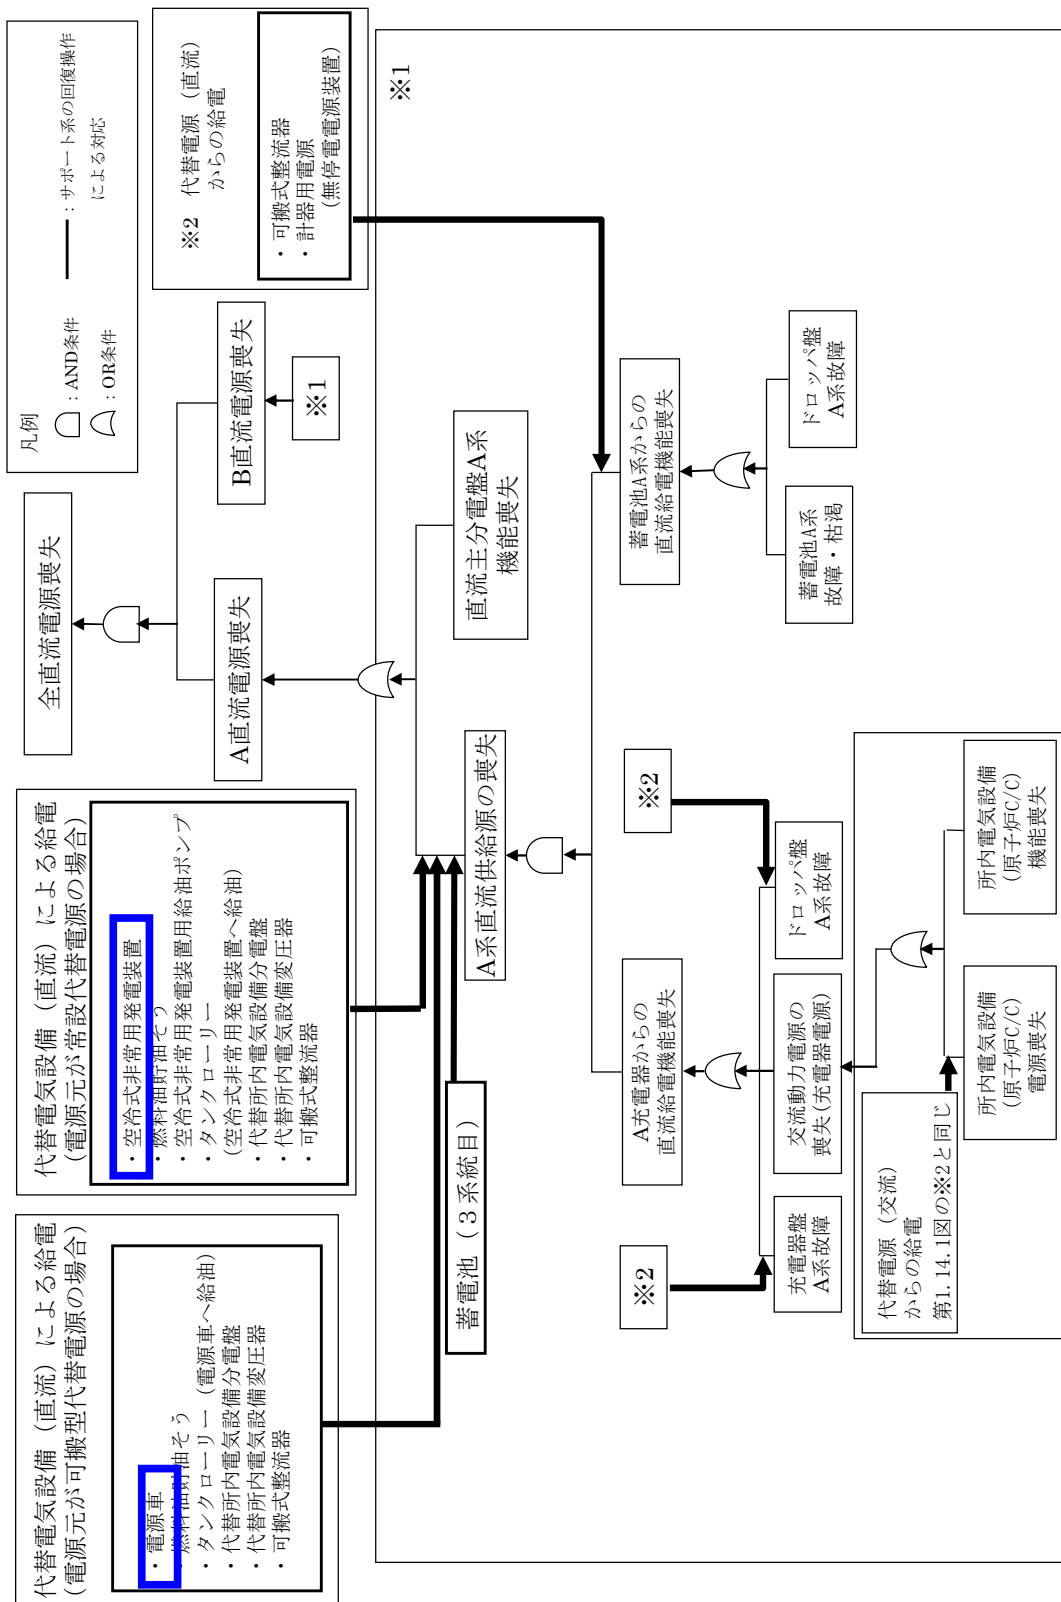 代替電気設備（直流）による給電
(電源元が可搬型代替電源の場合)
・電源車
・燃料油貯油そう
・タンクローリー（電源車へ給油）
・代替所内電気設備分電盤
・代替所内電気設備変圧器
・可搬式整流器
代替電気設備（直流）による給電
(電源元が常設代替電源の場合)
・空冷式非常用発電装置
・燃料油貯油そう
・空冷式非常用発電装置用給油ポンプ
・タンクローリー
(空冷式非常用発電装置へ給油)
・代替所内電気設備分電盤
・代替所内電気設備変圧器
・可搬式整流器
蓄電池（３系統目）
全直流電源喪失
A直流電源喪失
B直流電源喪失
※1
凡例
：AND条件
：OR条件
：サポート系の回復操作
による対応
※2　代替電源（直流）
からの給電
・可搬式整流器
・計器用電源
(無停電電源装置)
※1
A系直流供給源の喪失
直流主分電盤A系
機能喪失
A充電器からの
直流給電機能喪失
蓄電池A系からの
直流給電機能喪失
※2
※2
充電器盤
A系故障
交流動力電源の
喪失(充電器電源)
ドロッパ盤
A系故障
蓄電池A系
故障・枯渇
ドロッパ盤
A系故障
代替電源（交流）
からの給電
第1.14.1図の※2と同じ
所内電気設備
(原子炉C/C)
電源喪失
所内電気設備
(原子炉C/C)
機能喪失